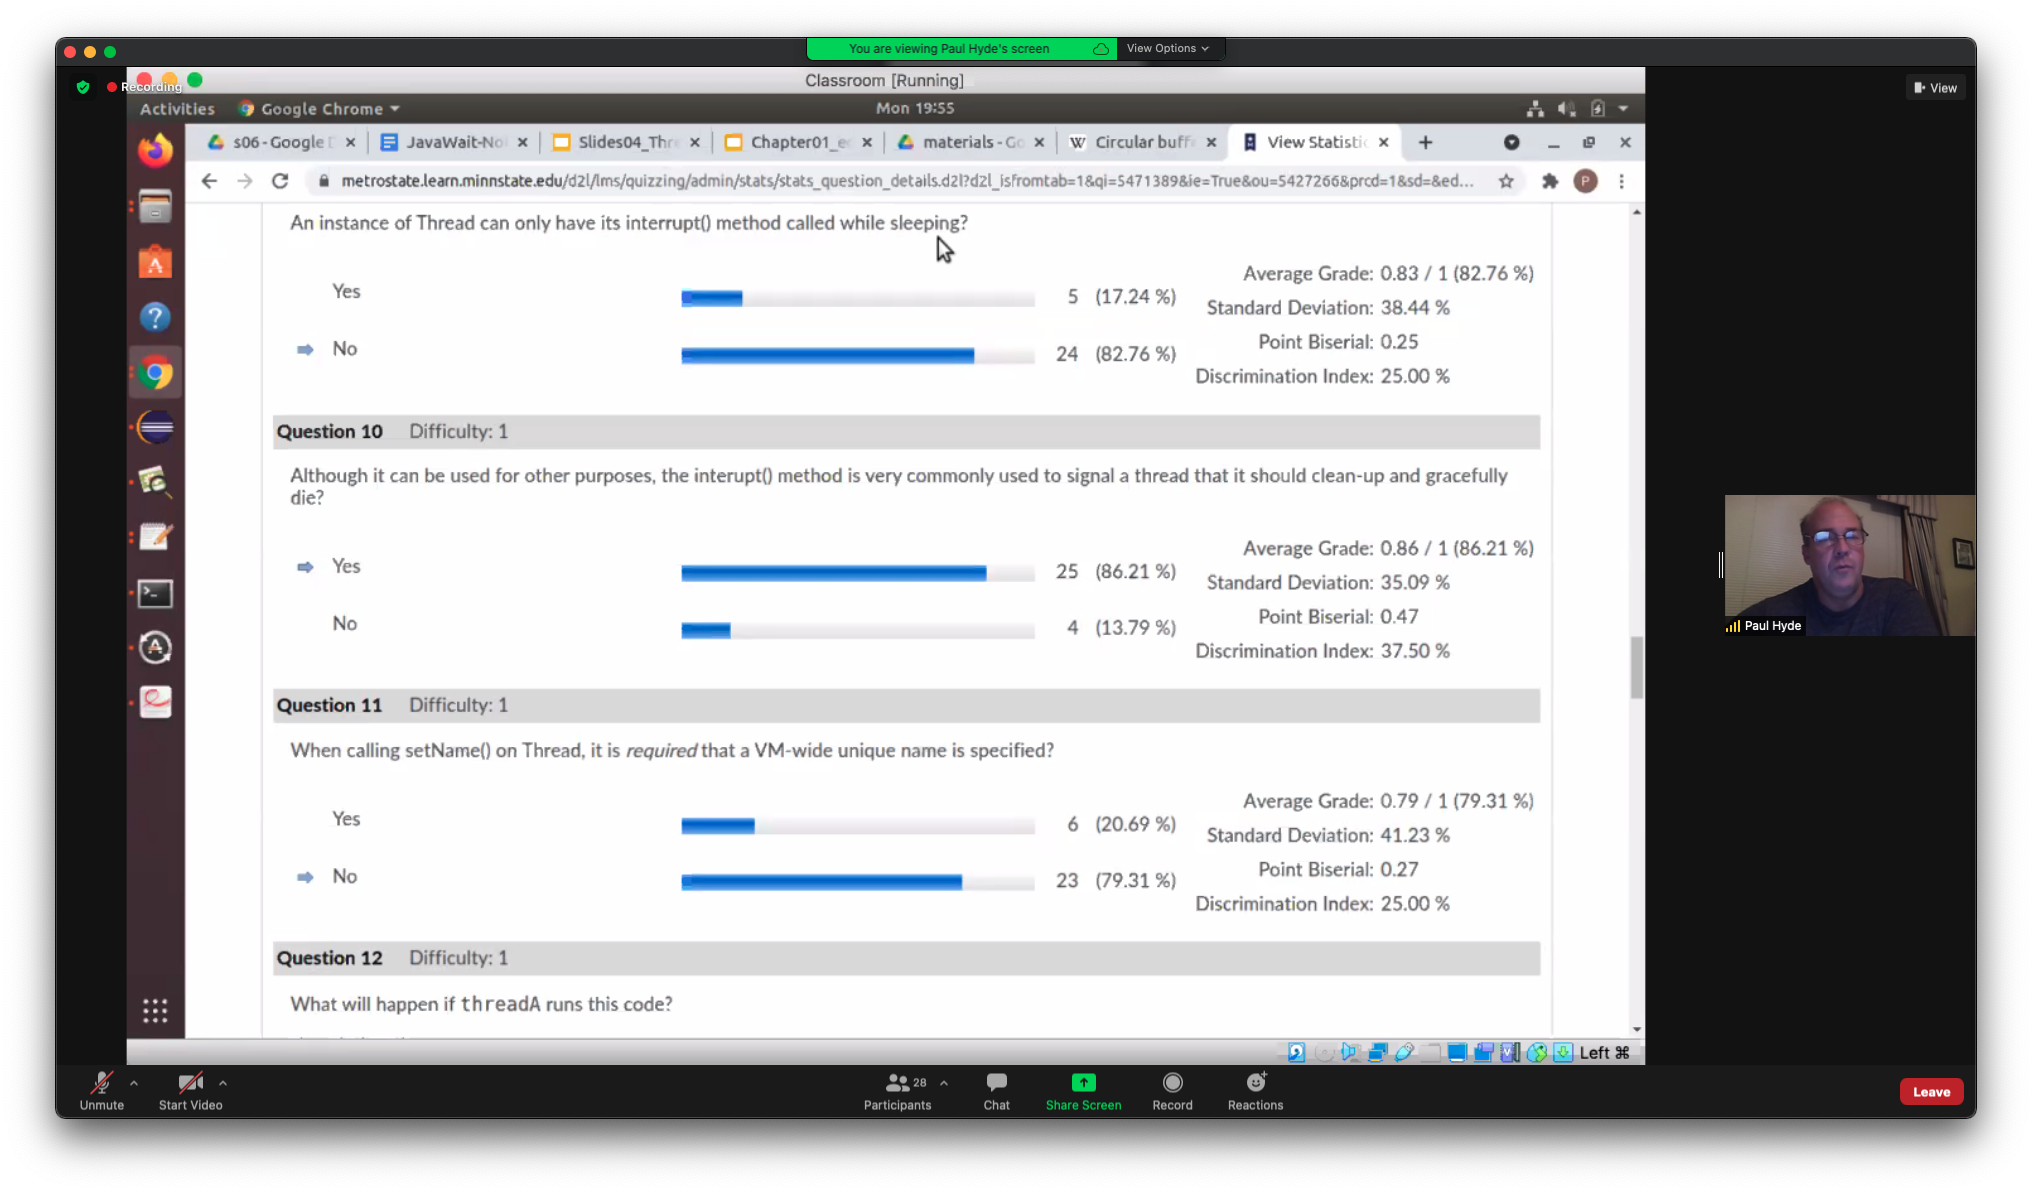 You are viewing Paul Hyde's screen
View Options
Recording
Classroom [Running]
View
Activities
Google Chrome
Mon 19:55
s06 - Google
JavaWait-No
Slides04_Thre
Chapter01_e
materials - Go
Circular buff
View Statistic
metrostate.learn.minnstate.edu/d2l/lms/quizzing/admin/stats/stats_question_details.d2l?d2l_isfromtab=1&qi=5471389&ie=True&ou=5427266&prcd=1&sd=&ed...
P
An instance of Thread can only have its interrupt() method called while sleeping?
Yes
5 (17.24 %)
No
24 (82.76 %)
Average Grade: 0.83 / 1 (82.76 %)
Standard Deviation: 38.44 %
Point Biserial: 0.25
Discrimination Index: 25.00 %
Question 10 Difficulty: 1
Although it can be used for other purposes, the interupt() method is very commonly used to signal a thread that it should clean-up and gracefully
die?
Yes
25 (86.21 %)
No
4 (13.79 %)
Average Grade: 0.86 / 1 (86.21 %)
Standard Deviation: 35.09 %
Point Biserial: 0.47
Discrimination Index: 37.50 %
Question 11 Difficulty: 1
When calling setName() on Thread, it is required that a VM-wide unique name is specified?
Yes
6 (20.69 %)
No
23 (79.31 %)
Average Grade: 0.79 / 1 (79.31 %)
Standard Deviation: 41.23 %
Point Biserial: 0.27
Discrimination Index: 25.00 %
Question 12 Difficulty: 1
What will happen if threadA runs this code?
Paul Hyde
Left ⌘
Unmute
Start Video
28
Participants
Chat
Share Screen
Record
Reactions
Leave